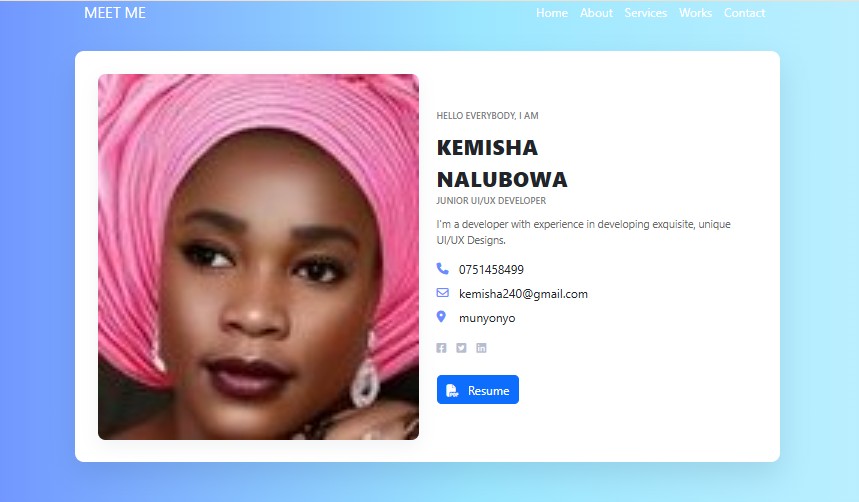 MEET ME
Home About Services Works Contact
HELLO EVERYBODY, I AM
KEMISHA
NALUBOWA
JUNIOR UI/UX DEVELOPER
I'm a developer with experience in developing exquisite, unique
UI/UX Designs.
0751458499
kemisha240@gmail.com
munyonyo
Resume